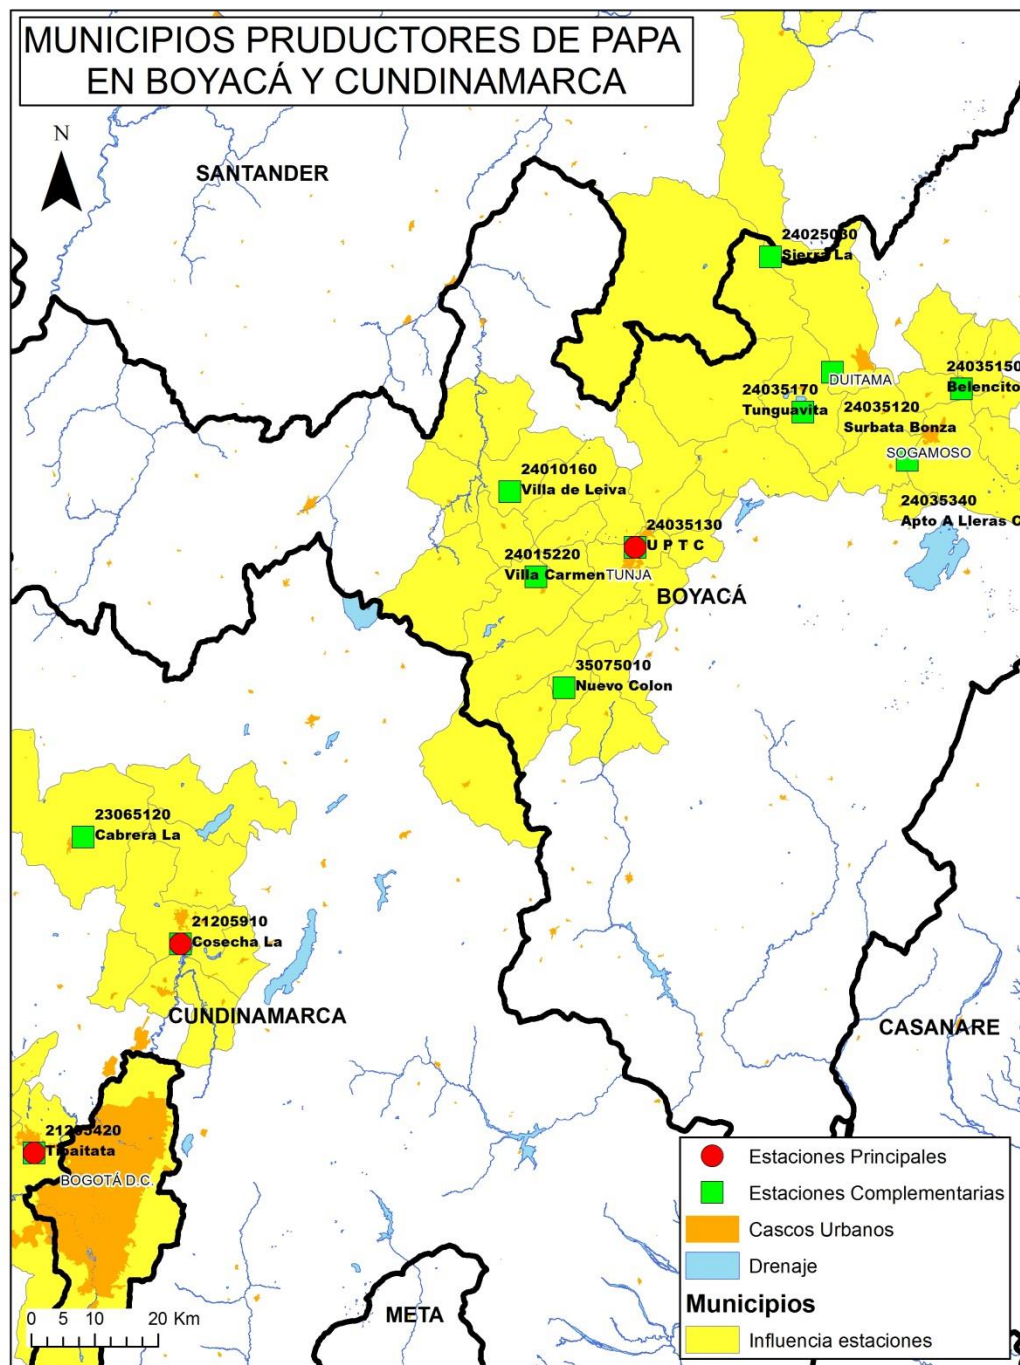 MUNICIPIOS PRUDUCTORES DE PAPA
EN BOYACÁ Y CUNDINAMARCA
N
SANTANDER
24025030
Sierra La
DUITAMA
24035150
Belencito
24035170
Tunguavita
24035120
Surbata Bonza
SOGAMOSO
24035340
Apto A Lleras C
24010160
Villa de Leiva
24035130
U P T C
24015220
Villa Carmen
TUNJA
BOYACÁ
35075010
Nuevo Colon
23065120
Cabrera La
21205910
Cosecha La
CUNDINAMARCA
CASANARE
21205420
Tibaitata
BOGOTÁ D.C.
META
0 5 10 20 Km
Estaciones Principales
Estaciones Complementarias
Cascos Urbanos
Drenaje
Municipios
Influencia estaciones